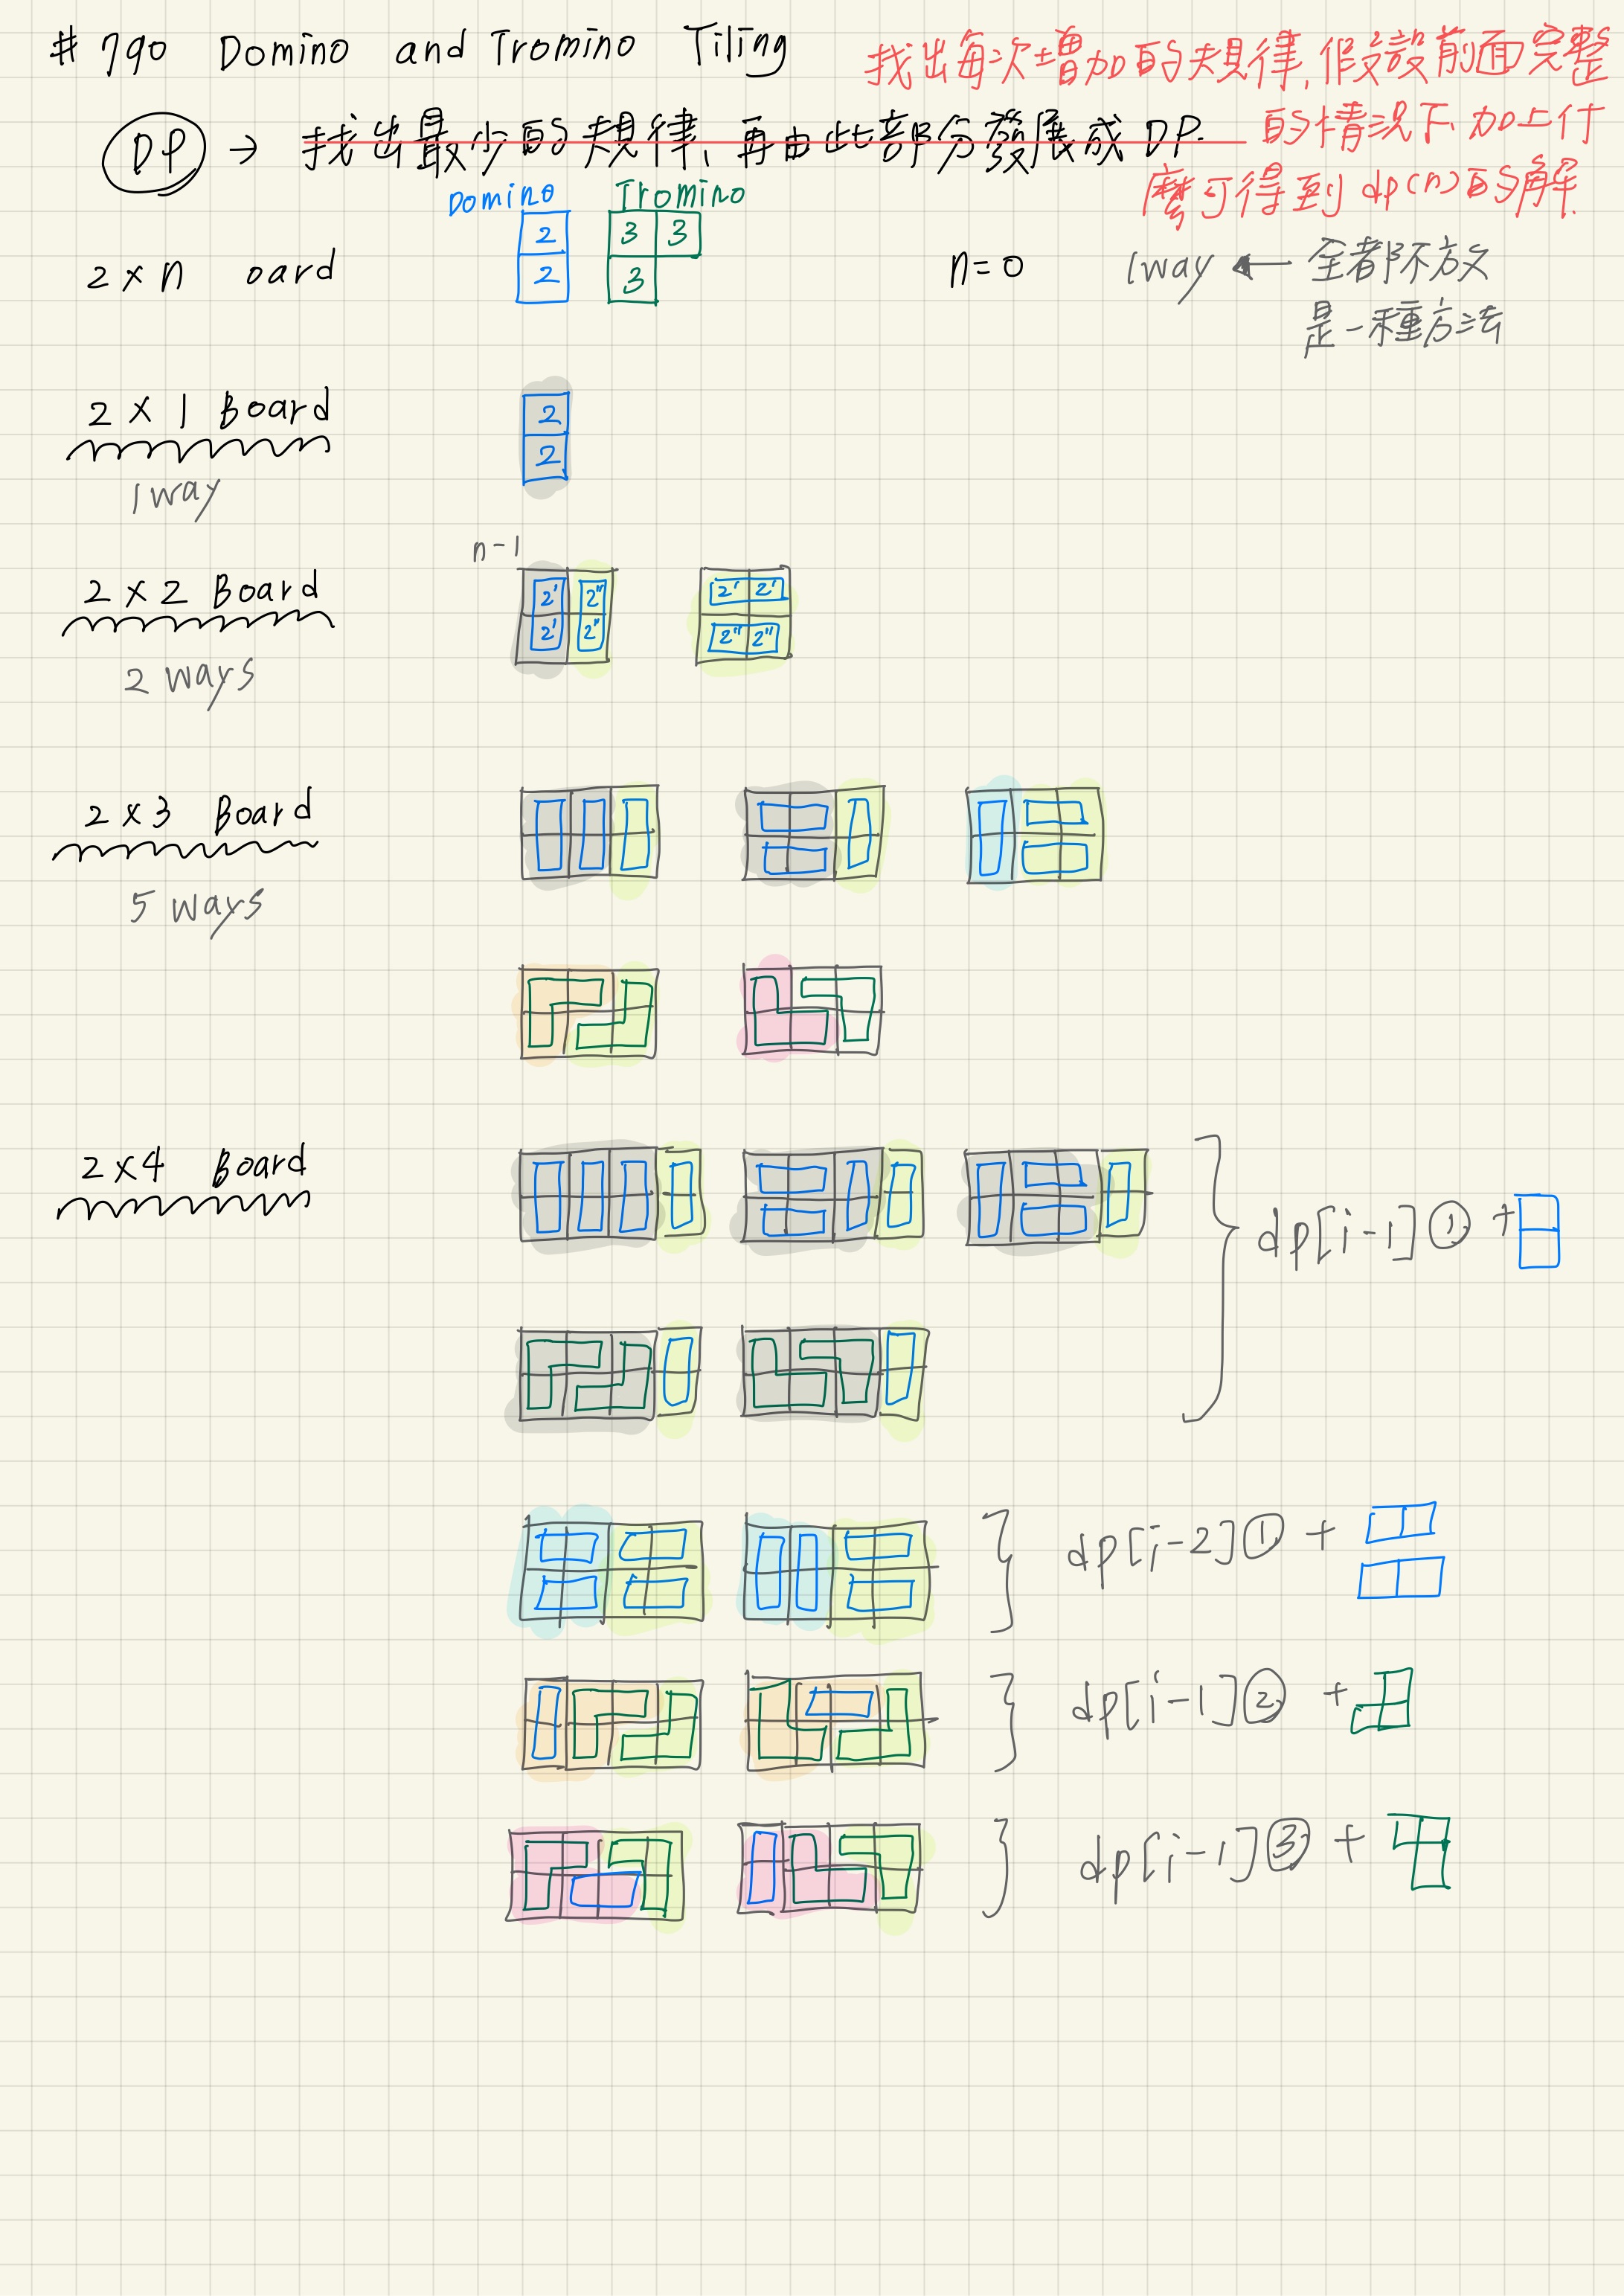 # 790 Domino and Tromino Tiling
找出每次增加的規律,假設前面完整
的情況下,加上什
麼可得到 dp(n)的解.
DP → 找出最少的規律,再由此部分發展成 DP.
Domino Tromino
2 3 3
2 3
2 × n oard
n=0 1way ← 全部都不放
是一種方法
2 × 1 Board
1way
2
2
2 × 2 Board
2 ways
n-1
2' 2" 2' 2'
2' 2" 2" 2"
2 × 3 Board
5 ways
2 × 4 Board
dp[i-1] ① +
dp[i-2] ① +
dp[i-1] ② +
dp[i-1] ③ +